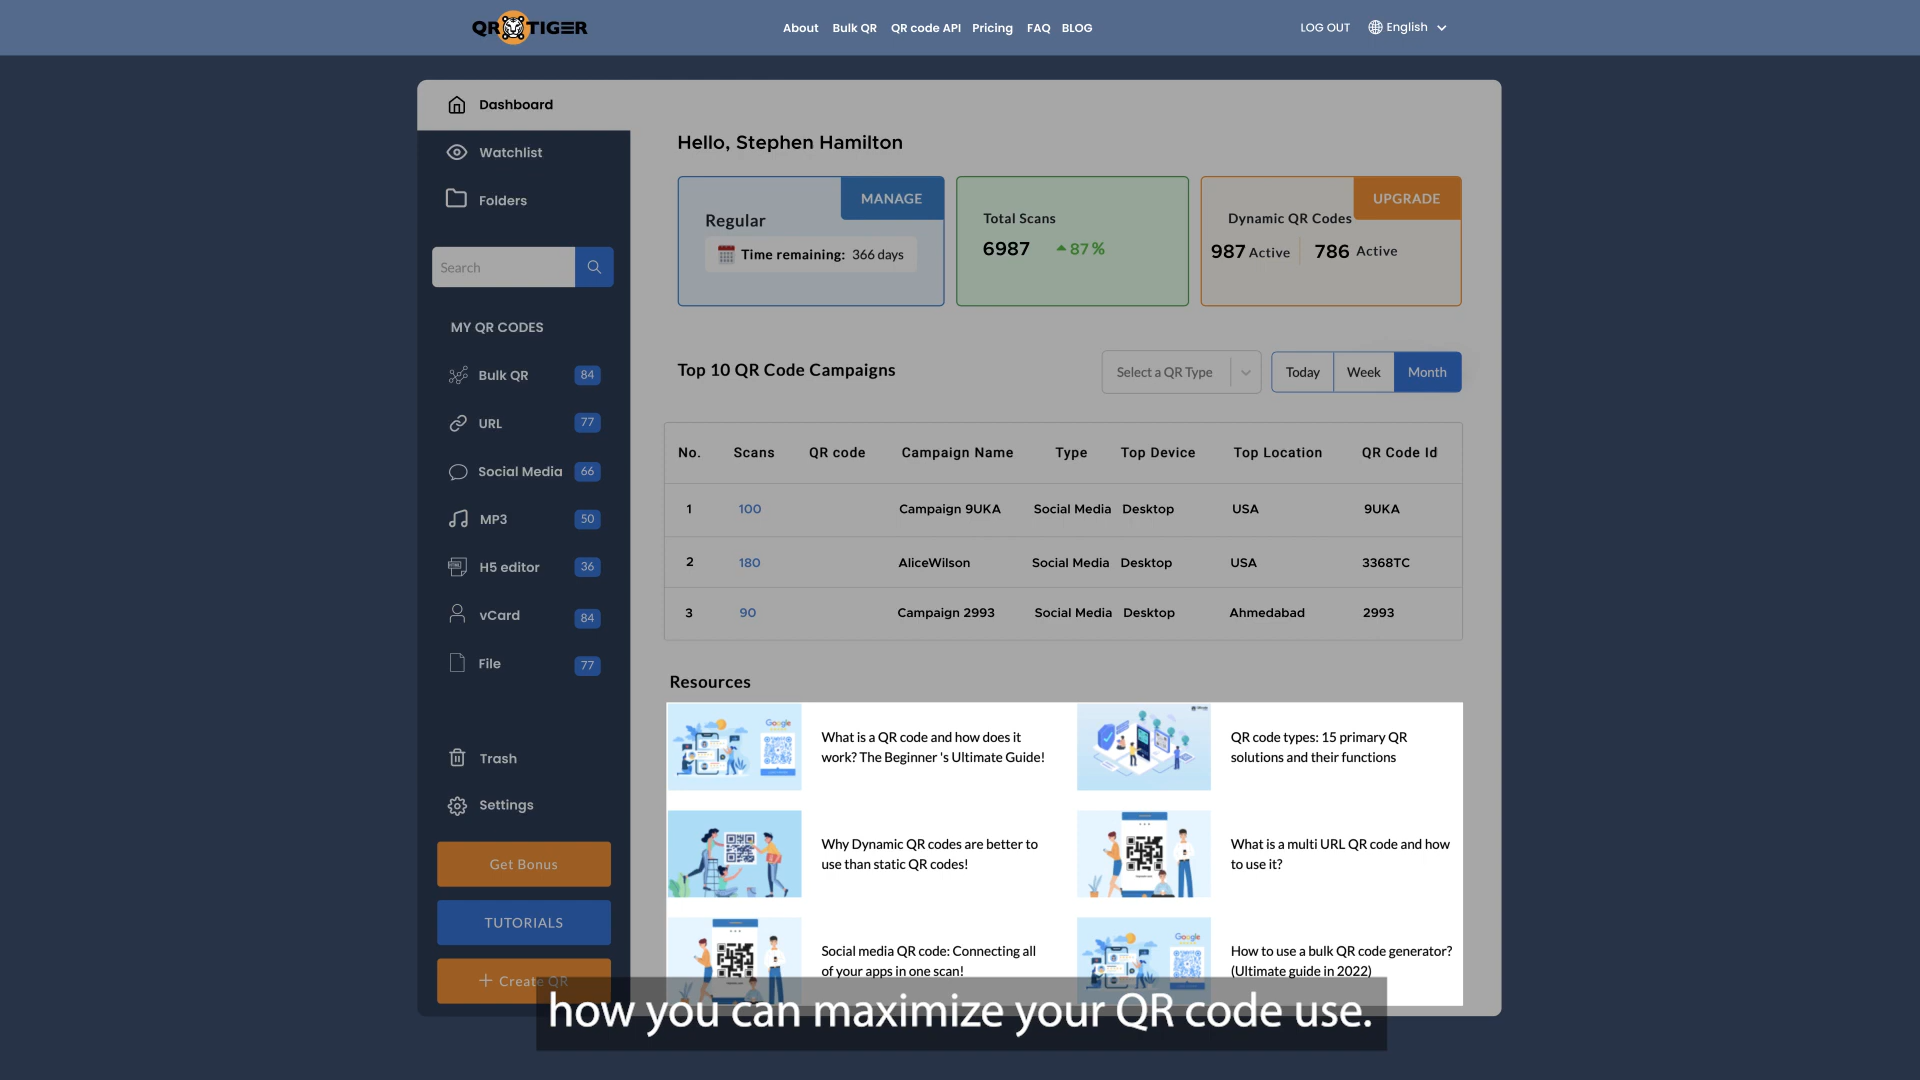 QR TIGER
About Bulk QR QR code API Pricing FAQ BLOG
LOG OUT English
Dashboard
Watchlist
Folders
Search
MY QR CODES
Bulk QR 84
URL 77
Social Media 66
MP3 50
H5 editor 36
vCard 84
File 77
Trash
Settings
Get Bonus
TUTORIALS
+ Create QR
Hello, Stephen Hamilton
MANAGE
Regular
Time remaining: 366 days
Total Scans
6987 87%
UPGRADE
Dynamic QR Codes
987 Active 786 Active
Top 10 QR Code Campaigns
Select a QR Type
Today Week Month
No. Scans QR code Campaign Name Type Top Device Top Location QR Code Id
1 100 Campaign 9UKA Social Media Desktop USA 9UKA
2 180 AliceWilson Social Media Desktop USA 3368TC
3 90 Campaign 2993 Social Media Desktop Ahmedabad 2993
Resources
Google
What is a QR code and how does it
work? The Beginner 's Ultimate Guide!
QR code types: 15 primary QR
solutions and their functions
Why Dynamic QR codes are better to
use than static QR codes!
What is a multi URL QR code and how
to use it?
Social media QR code: Connecting all
of your apps in one scan!
Google
How to use a bulk QR code generator?
(Ultimate guide in 2022)
how you can maximize your QR code use.